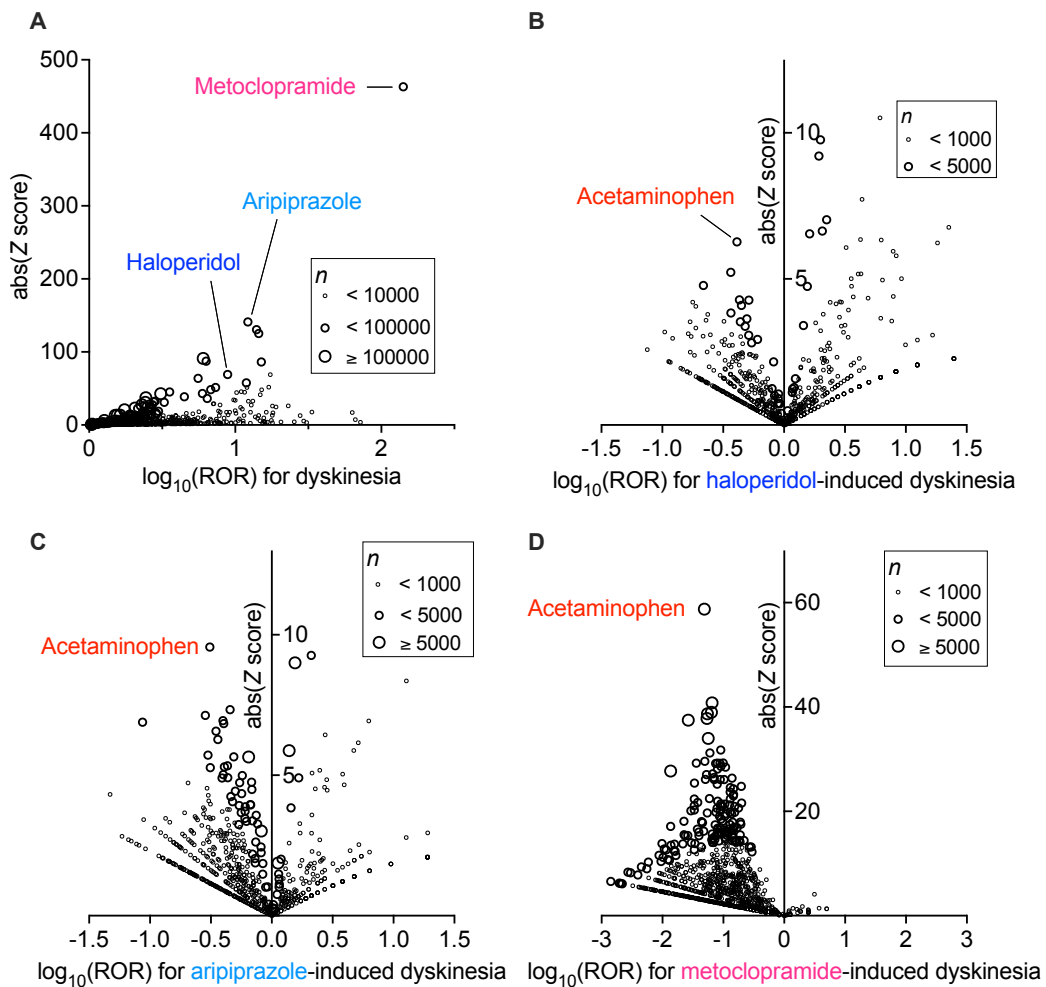 A
abs(Z score)
500
400
300
200
100
0
Metoclopramide
Aripiprazole
Haloperidol
n
< 10000
< 100000
≥ 100000
0
1
2
log10(ROR) for dyskinesia
B
abs(Z score)
10
5
n
< 1000
< 5000
Acetaminophen
-1.5
-1.0
-0.5
0.0
0.5
1.0
1.5
log10(ROR) for haloperidol-induced dyskinesia
C
abs(Z score)
10
5
n
< 1000
< 5000
≥ 5000
Acetaminophen
-1.5
-1.0
-0.5
0.0
0.5
1.0
1.5
log10(ROR) for aripiprazole-induced dyskinesia
D
abs(Z score)
60
40
20
n
< 1000
< 5000
≥ 5000
Acetaminophen
-3
-2
-1
0
1
2
3
log10(ROR) for metoclopramide-induced dyskinesia